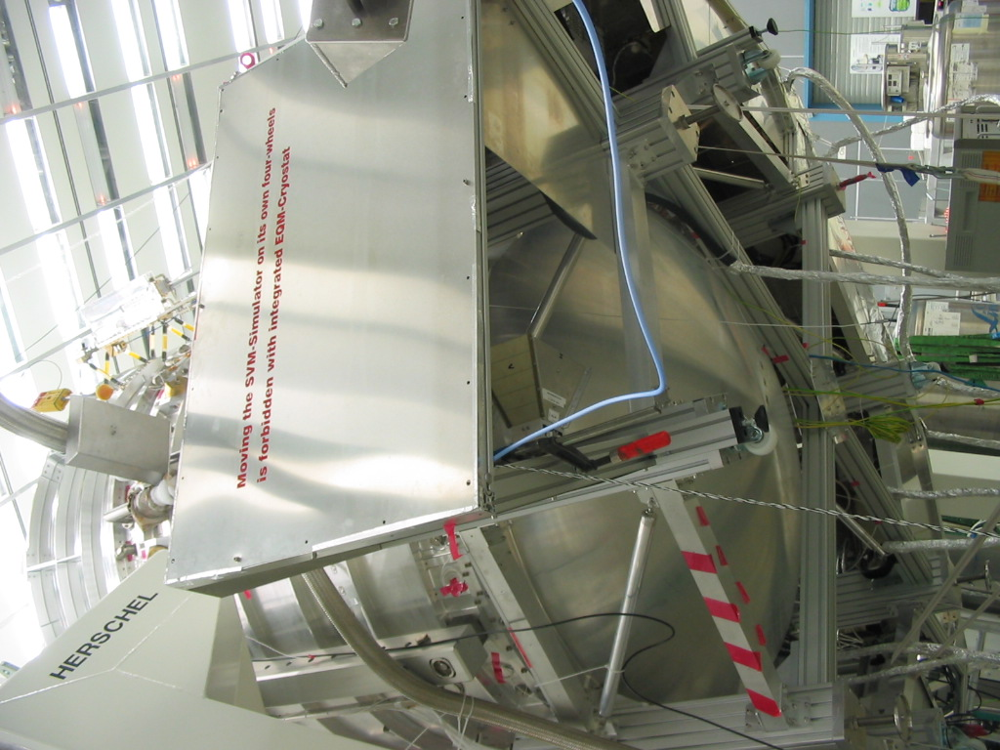 Moving the SVM-Simulator on its own four-wheels
is forbidden with integrated EQM-Cryostat
HERSCHEL